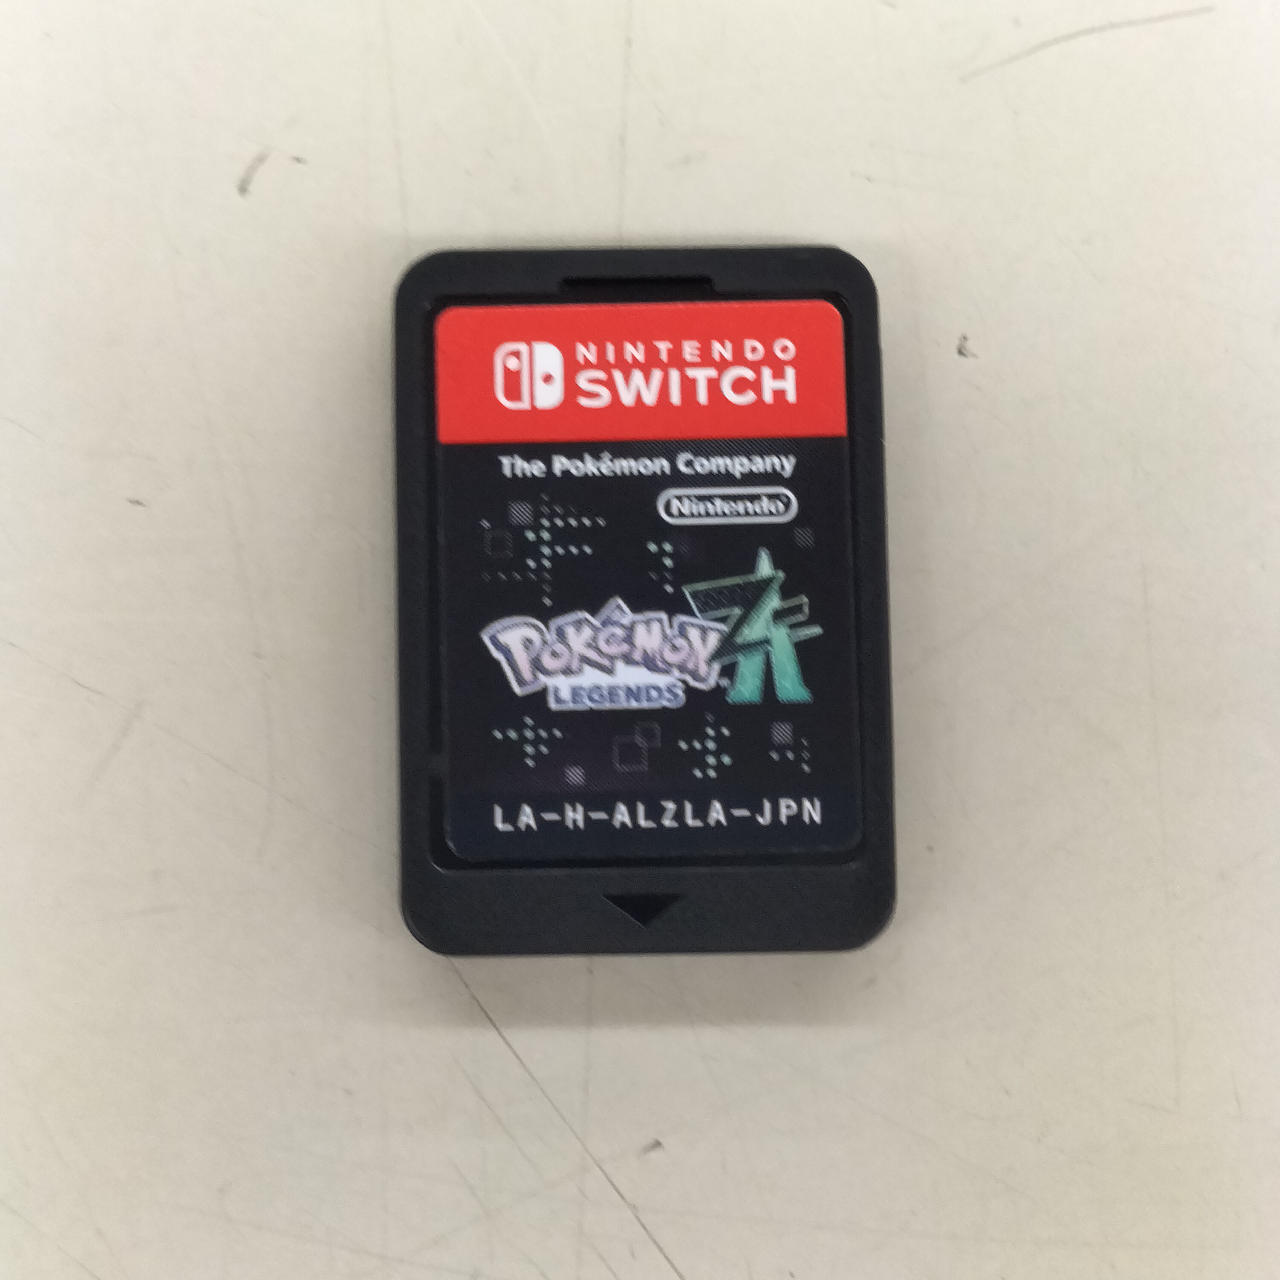 NINTENDO
SWITCH
The Pokémon Company
Nintendo
POKÉMON
LEGENDS
Z-A
LA-H-ALZLA-JPN